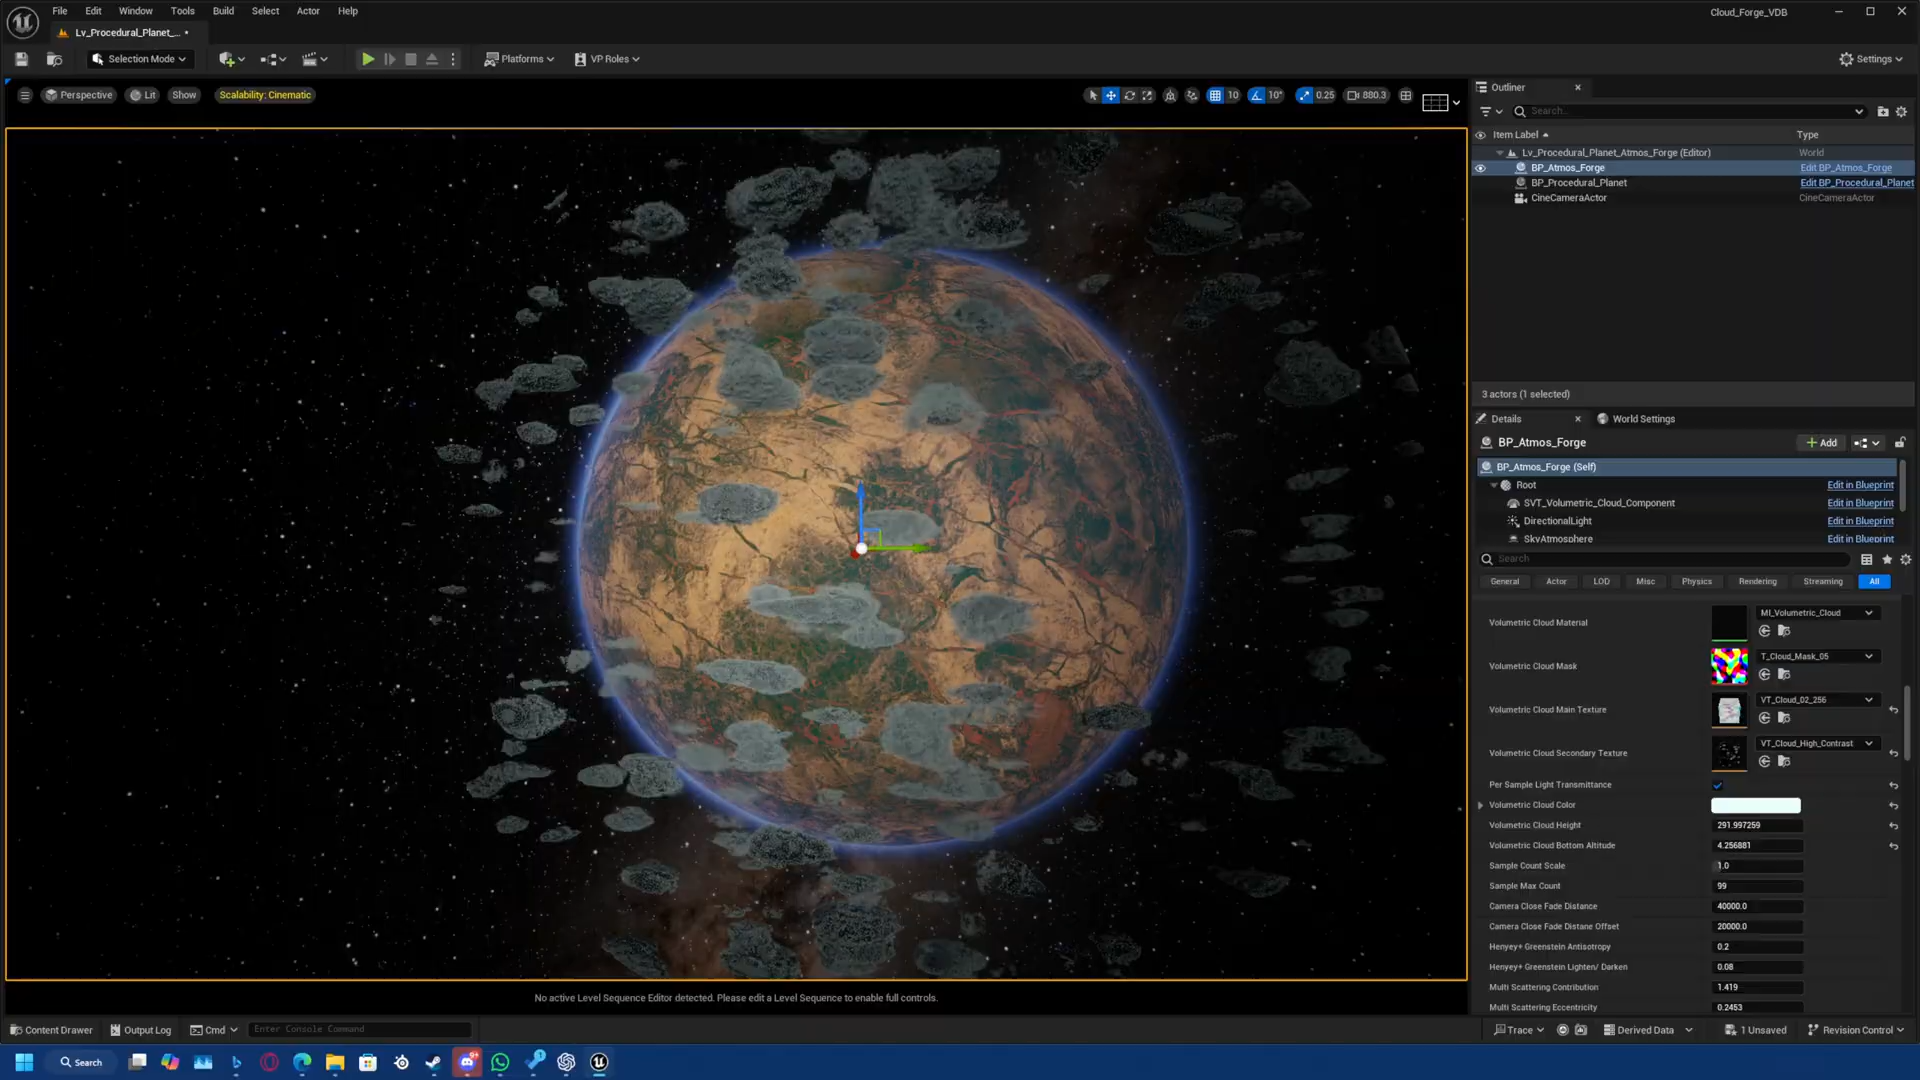 File Edit Window Tools Build Select Actor Help
Cloud_Forge_VDB
Lv_Procedural_Planet_... •
Selection Mode
Platforms
VP Roles
Settings
Perspective
Lit
Show
Scalability: Cinematic
10
10°
0.25
880.3
Outliner
Search...
Item Label
Type
Lv_Procedural_Planet_Atmos_Forge (Editor)
World
BP_Atmos_Forge
Edit BP_Atmos_Forge
BP_Procedural_Planet
Edit BP_Procedural_Planet
CineCameraActor
CineCameraActor
3 actors (1 selected)
Details
World Settings
BP_Atmos_Forge
Add
BP_Atmos_Forge (Self)
Root
Edit in Blueprint
SVT_Volumetric_Cloud_Component
Edit in Blueprint
DirectionalLight
Edit in Blueprint
SkyAtmosphere
Edit in Blueprint
Search
General Actor LOD Misc Physics Rendering Streaming All
Volumetric Cloud Material
MI_Volumetric_Cloud
Volumetric Cloud Mask
T_Cloud_Mask_05
Volumetric Cloud Main Texture
VT_Cloud_02_256
Volumetric Cloud Secondary Texture
VT_Cloud_High_Contrast
Per Sample Light Transmittance
Volumetric Cloud Color
Volumetric Cloud Height
291.997259
Volumetric Cloud Bottom Altitude
4.256881
Sample Count Scale
1.0
Sample Max Count
99
Camera Close Fade Distance
40000.0
Camera Close Fade Distane Offset
20000.0
Henyey+ Greenstein Antisotropy
0.2
Henyey+ Greenstein Lighten/ Darken
0.08
Multi Scattering Contribution
1.419
Multi Scattering Eccentricity
0.2453
No active Level Sequence Editor detected. Please edit a Level Sequence to enable full controls.
Content Drawer
Output Log
Cmd
Enter Console Command
Trace
Derived Data
1 Unsaved
Revision Control
Search